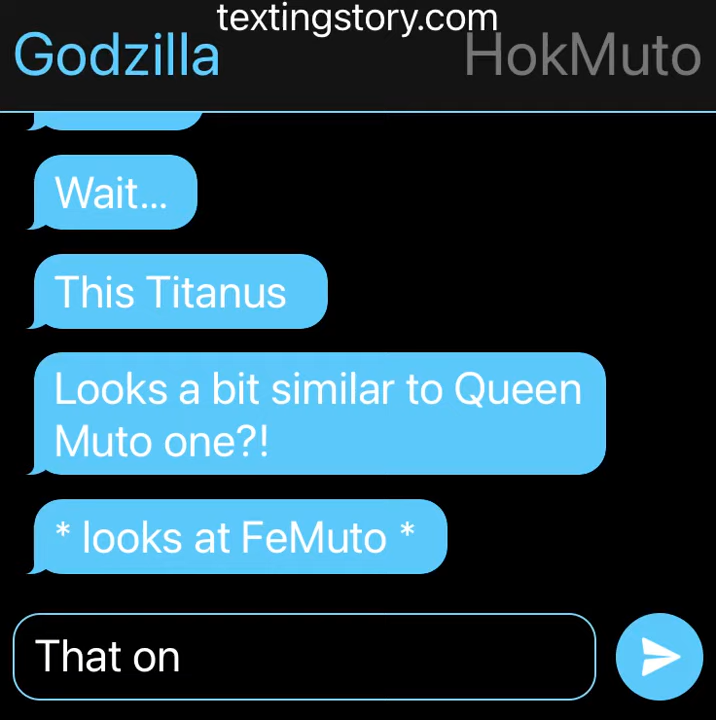 textingstory.com
Godzilla
HokMuto
Wait...
This Titanus
Looks a bit similar to Queen
Muto one?!
* looks at FeMuto *
That on